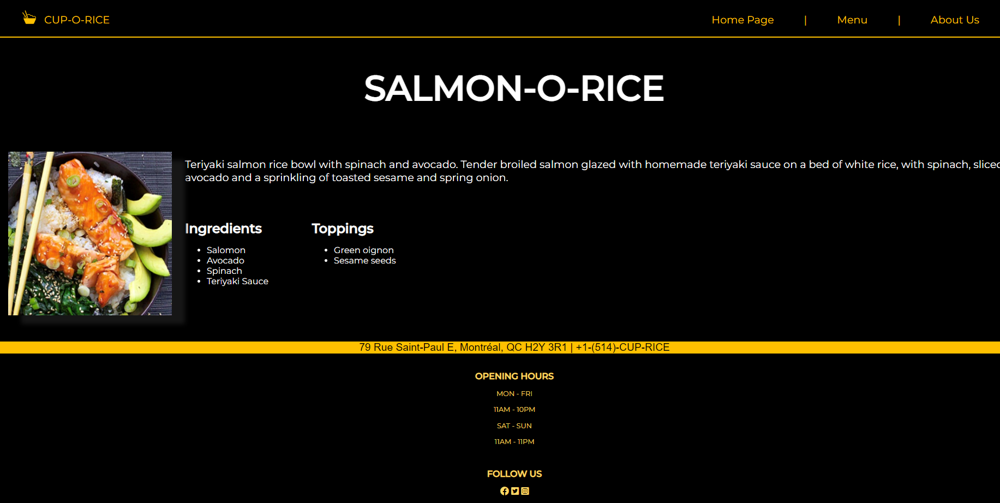 CUP-O-RICE
Home Page | Menu | About Us
SALMON-O-RICE
Teriyaki salmon rice bowl with spinach and avocado. Tender broiled salmon glazed with homemade teriyaki sauce on a bed of white rice, with spinach, sliced
avocado and a sprinkling of toasted sesame and spring onion.
Ingredients
Salomon
Avocado
Spinach
Teriyaki Sauce
Toppings
Green oignon
Sesame seeds
79 Rue Saint-Paul E, Montréal, QC H2Y 3R1 | +1-(514)-CUP-RICE
OPENING HOURS
MON - FRI
11AM - 10PM
SAT - SUN
11AM - 11PM
FOLLOW US